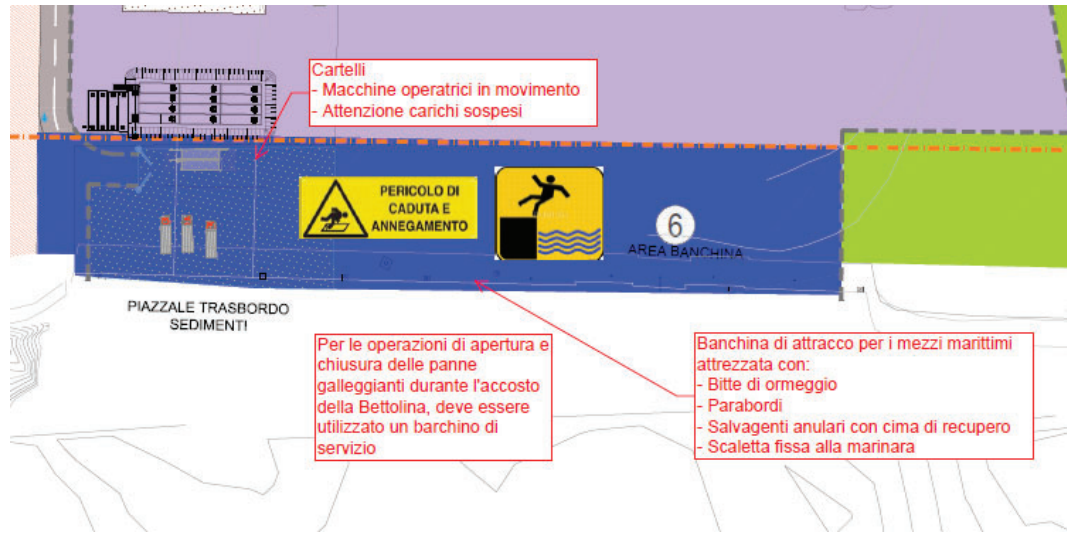 Cartelli
- Macchine operatrici in movimento
- Attenzione carichi sospesi
PERICOLO DI
CADUTA E
ANNEGAMENTO
6
AREA BANCHINA
PIAZZALE TRASBORDO
SEDIMENTI
Per le operazioni di apertura e
chiusura delle panne
galleggianti durante l'accosto
della Bettolina, deve essere
utilizzato un barchino di
servizio
Banchina di attracco per i mezzi marittimi
attrezzata con:
- Bitte di ormeggio
- Parabordi
- Salvagenti anulari con cima di recupero
- Scaletta fissa alla marinara